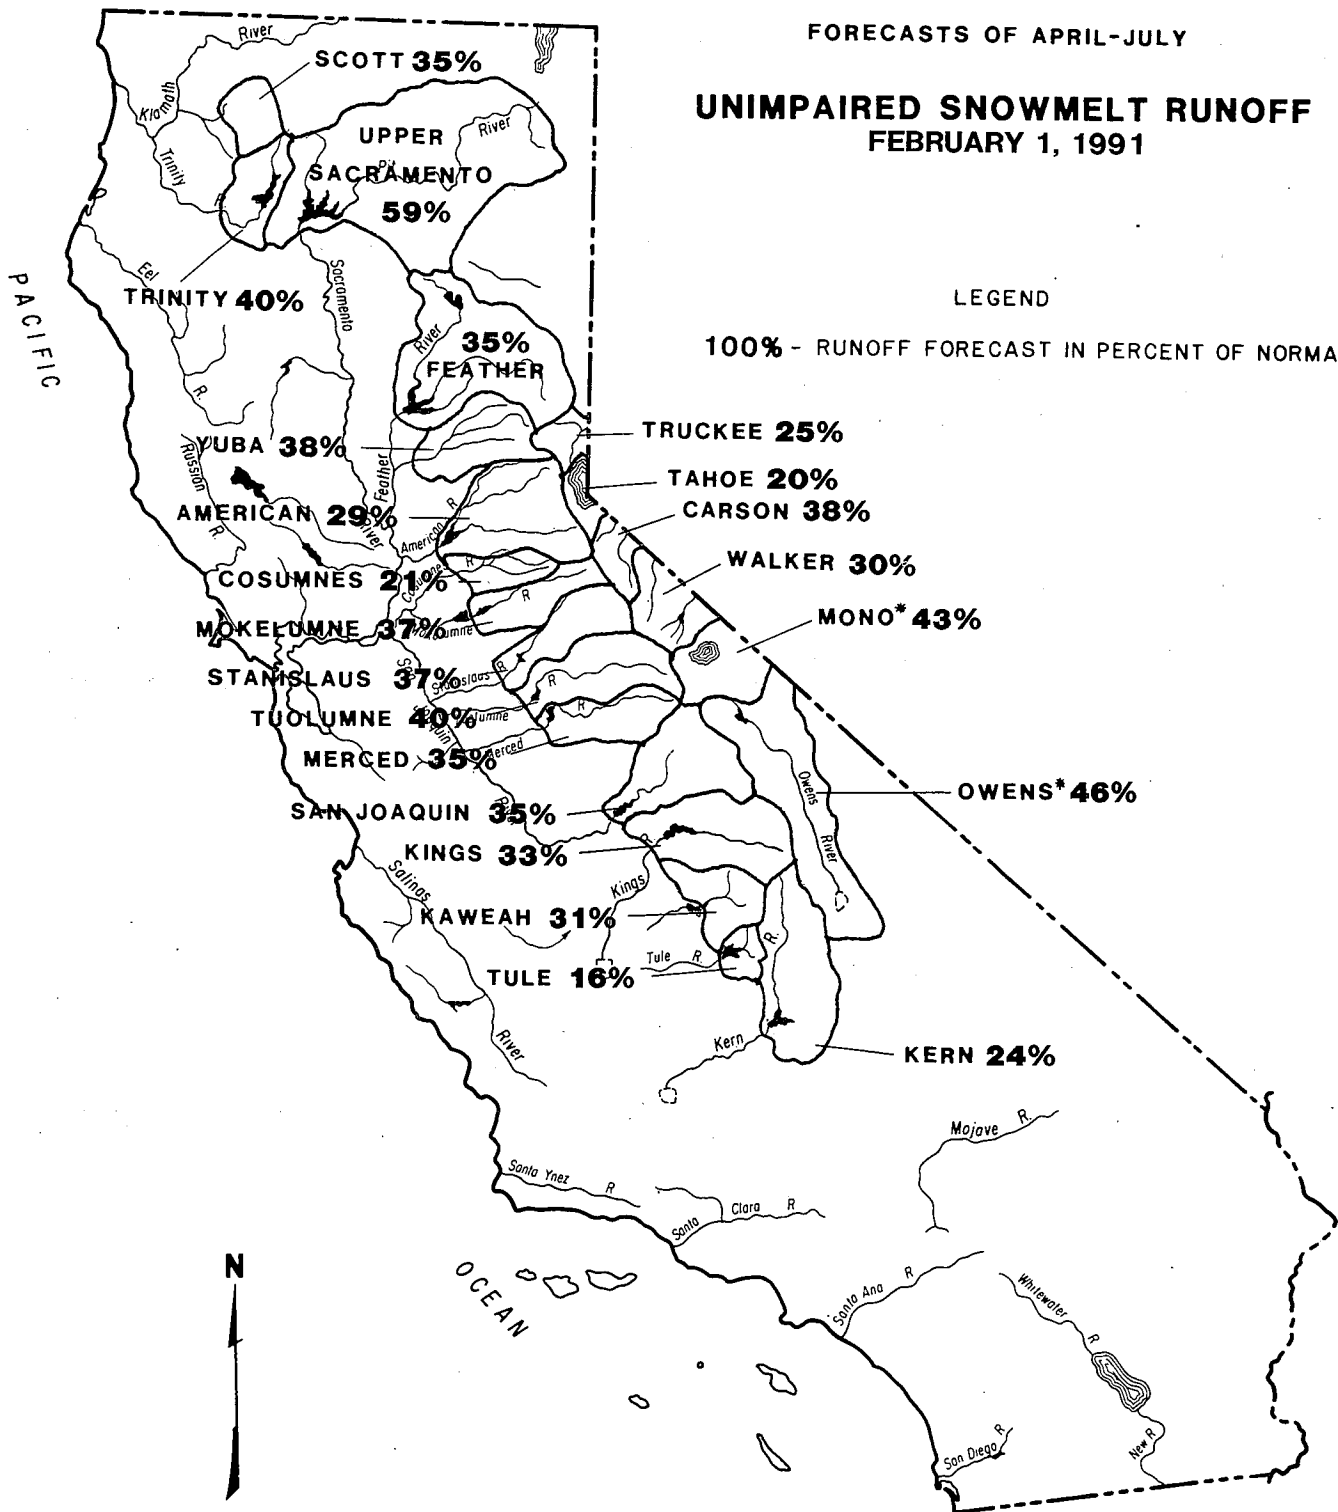 FORECASTS OF APRIL-JULY
UNIMPAIRED SNOWMELT RUNOFF
FEBRUARY 1, 1991
LEGEND
100% - RUNOFF FORECAST IN PERCENT OF NORMA
PACIFIC
OCEAN
N
River
Klamath
SCOTT 35%
UPPER
SACRAMENTO
59%
Pit
River
Trinity
R.
TRINITY 40%
Eel
R.
Sacramento
River
35%
FEATHER
River
YUBA 38%
Feather
Russian
R.
TRUCKEE 25%
TAHOE 20%
CARSON 38%
AMERICAN 29%
American R
WALKER 30%
COSUMNES 21%
Cosumnes
R
MONO* 43%
MOKELUMNE 37%
R
STANISLAUS 37%
Stanislaus R
San
Joaquin
River
TUOLUMNE 40%
R
MERCED 35%
Merced
R
OWENS* 46%
Owens
River
SAN JOAQUIN 35%
KINGS 33%
Kings
R.
Salinas
River
KAWEAH 31%
Tule R.
TULE 16%
R.
Kern
KERN 24%
Mojave R.
Santa Ynez R
Santa Clara R
Santa Ana R
Whitewater R
San Diego R
New R